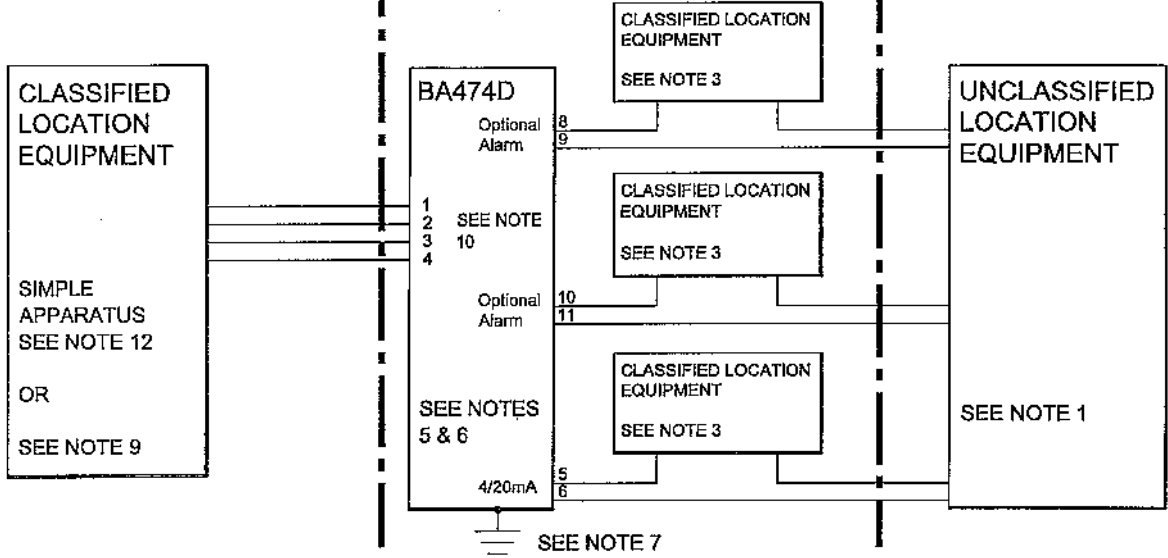 CLASSIFIED
LOCATION
EQUIPMENT
SIMPLE
APPARATUS
SEE NOTE 12
OR
SEE NOTE 9
BA474D
Optional
Alarm
8
9
1
2
3
4
SEE NOTE
10
Optional
Alarm
10
11
SEE NOTES
5 & 6
4/20mA
5
6
SEE NOTE 7
CLASSIFIED LOCATION
EQUIPMENT
SEE NOTE 3
CLASSIFIED LOCATION
EQUIPMENT
SEE NOTE 3
CLASSIFIED LOCATION
EQUIPMENT
SEE NOTE 3
UNCLASSIFIED
LOCATION
EQUIPMENT
SEE NOTE 1